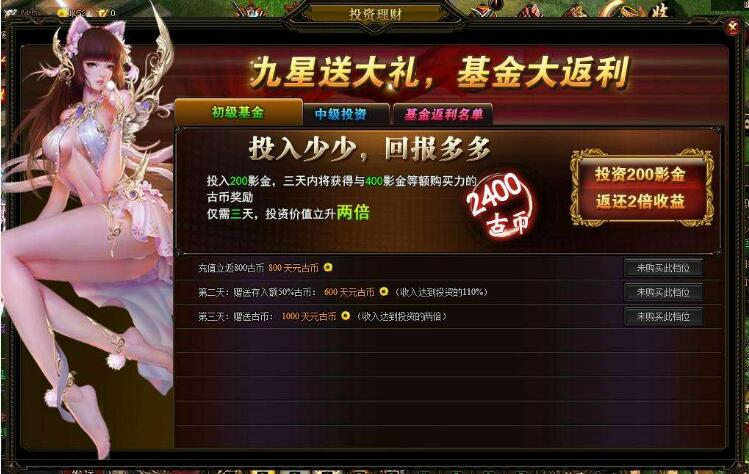 投资理财
九星送大礼，基金大返利
初级基金
中级投资
基金返利名单
投入少少，回报多多
投入200影金，三天内将获得与400影金等额购买力的
古币奖励
仅需三天，投资价值立升两倍
2400
古币
投资200影金
返还2倍收益
充值立返800古币 800 天元古币
未购买此档位
第二天：赠送存入额50%古币： 600 天元古币 （收入达到投资的110%）
未购买此档位
第三天：赠送古币： 1000 天元古币 （收入达到投资的两倍）
未购买此档位